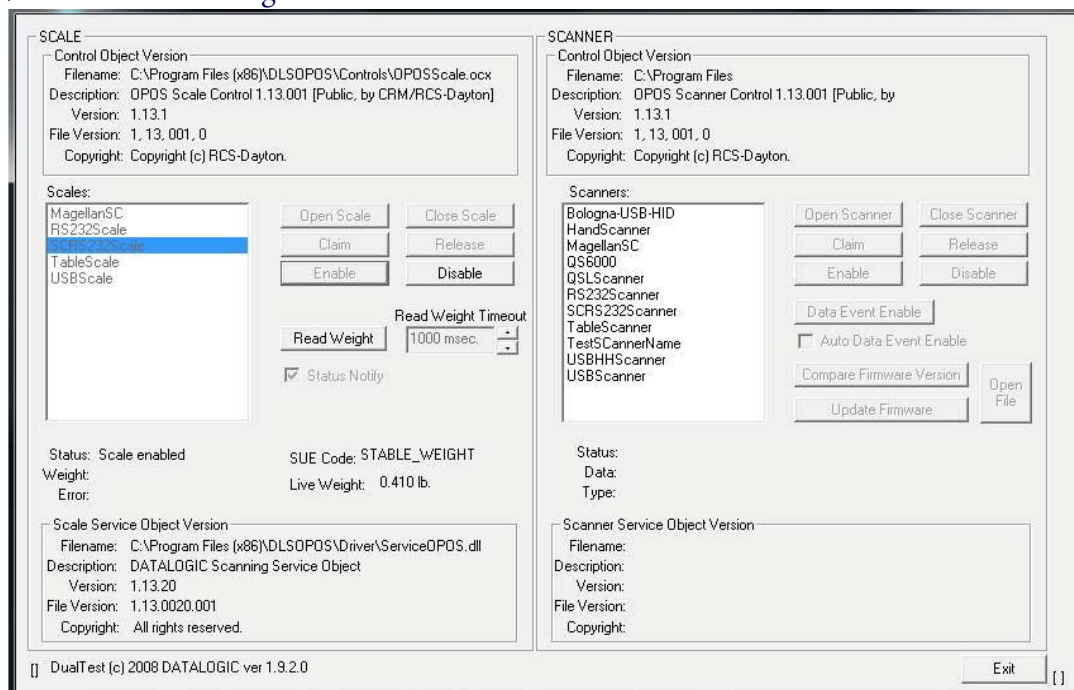 SCALE
Control Object Version
Filename: C:\Program Files (x86)\DLSOPOS\Controls\OPOSScale.ocx
Description: OPOS Scale Control 1.13.001 [Public, by CRM/RCS-Dayton]
Version: 1.13.1
File Version: 1, 13, 001, 0
Copyright: Copyright (c) RCS-Dayton.
Scales:
MagellanSC
RS232Scale
SCRS232Scale
TableScale
USBScale
Open Scale
Close Scale
Claim
Release
Enable
Disable
Read Weight Timeout
Read Weight
1000 msec.
Status Notify
Status: Scale enabled
Weight:
Error:
SUE Code: STABLE_WEIGHT
Live Weight: 0.410 lb.
Scale Service Object Version
Filename: C:\Program Files (x86)\DLSOPOS\Driver\ServiceOPOS.dll
Description: DATALOGIC Scanning Service Object
Version: 1.13.20
File Version: 1.13.0020.001
Copyright: All rights reserved.
SCANNER
Control Object Version
Filename: C:\Program Files
Description: OPOS Scanner Control 1.13.001 [Public, by
Version: 1.13.1
File Version: 1, 13, 001, 0
Copyright: Copyright (c) RCS-Dayton.
Scanners:
Bologna-USB-HID
HandScanner
MagellanSC
QS6000
QSLScanner
RS232Scanner
SCRS232Scanner
TableScanner
TestSCannerName
USBHHScanner
USBScanner
Open Scanner
Close Scanner
Claim
Release
Enable
Disable
Data Event Enable
Auto Data Event Enable
Compare Firmware Version
Update Firmware
Open
File
Status:
Data:
Type:
Scanner Service Object Version
Filename:
Description:
Version:
File Version:
Copyright:
[] DualTest (c) 2008 DATALOGIC ver 1.9.2.0
Exit
[ ]